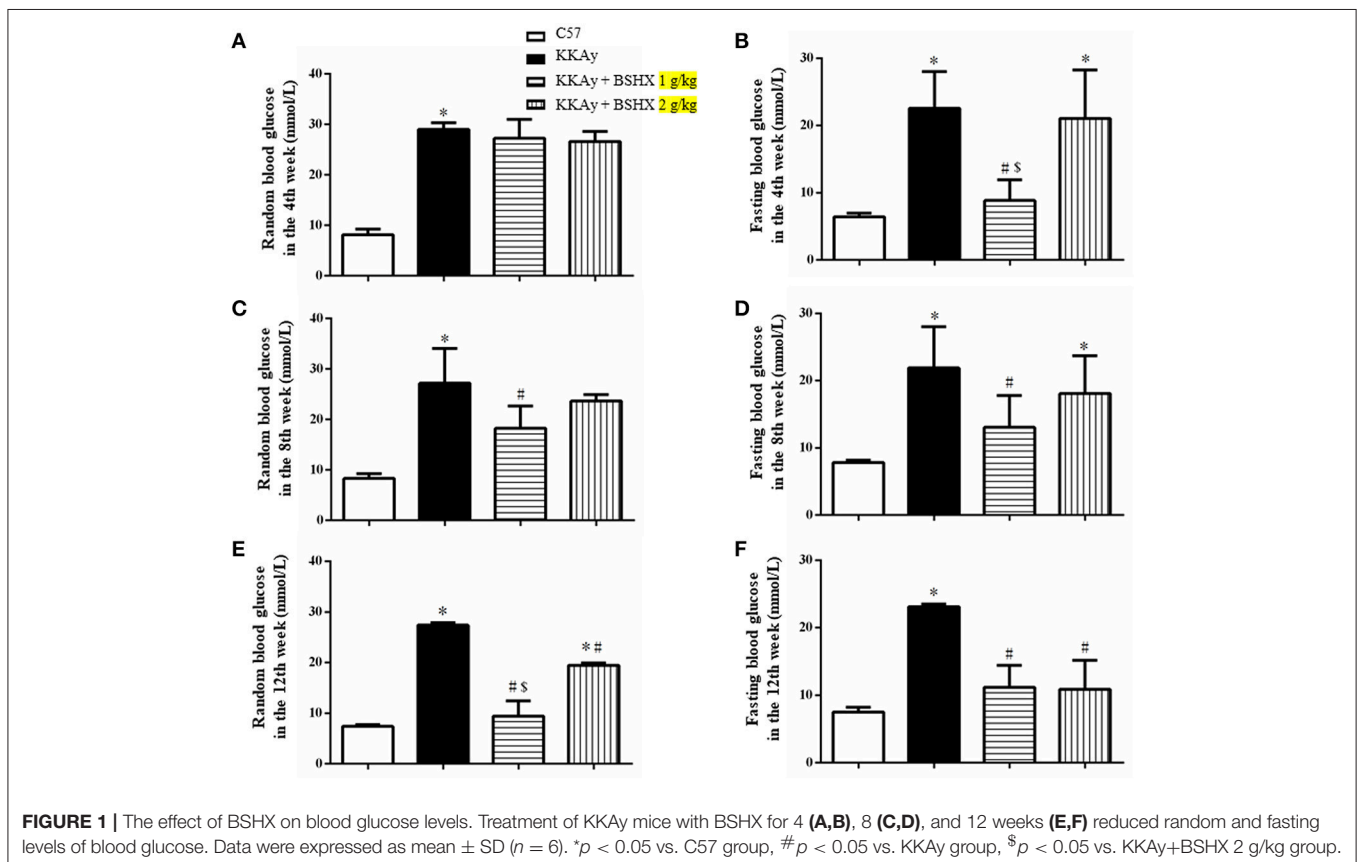 A
C57
KKAy
KKAy + BSHX 1 g/kg
KKAy + BSHX 2 g/kg
Random blood glucose
in the 4th week (mmol/L)
40
30
20
10
0
*
B
Fasting blood glucose
in the 4th week (mmol/L)
30
20
10
0
*
# $
*
C
Random blood glucose
in the 8th week (mmol/L)
40
30
20
10
0
*
#
D
Fasting blood glucose
in the 8th week (mmol/L)
30
20
10
0
*
#
*
E
Random blood glucose
in the 12th week (mmol/L)
40
30
20
10
0
*
# $
* #
F
Fasting blood glucose
in the 12th week (mmol/L)
30
20
10
0
*
#
#
FIGURE 1 | The effect of BSHX on blood glucose levels. Treatment of KKAy mice with BSHX for 4 (A,B), 8 (C,D), and 12 weeks (E,F) reduced random and fasting
levels of blood glucose. Data were expressed as mean ± SD (n = 6). *p < 0.05 vs. C57 group, #p < 0.05 vs. KKAy group, $p < 0.05 vs. KKAy+BSHX 2 g/kg group.